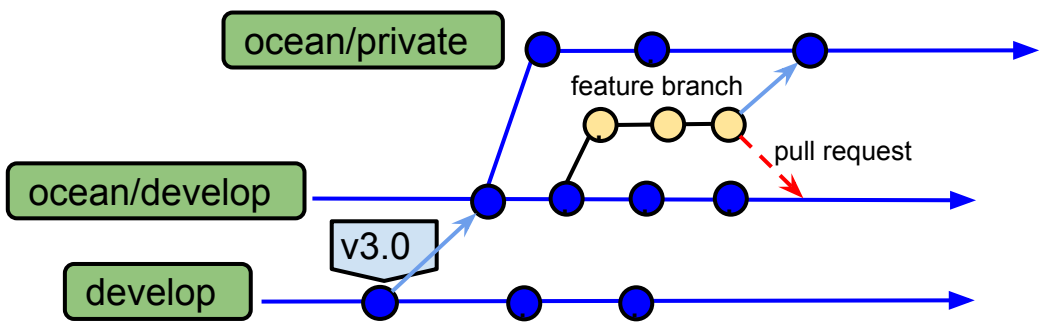 ocean/private
feature branch
pull request
ocean/develop
v3.0
develop